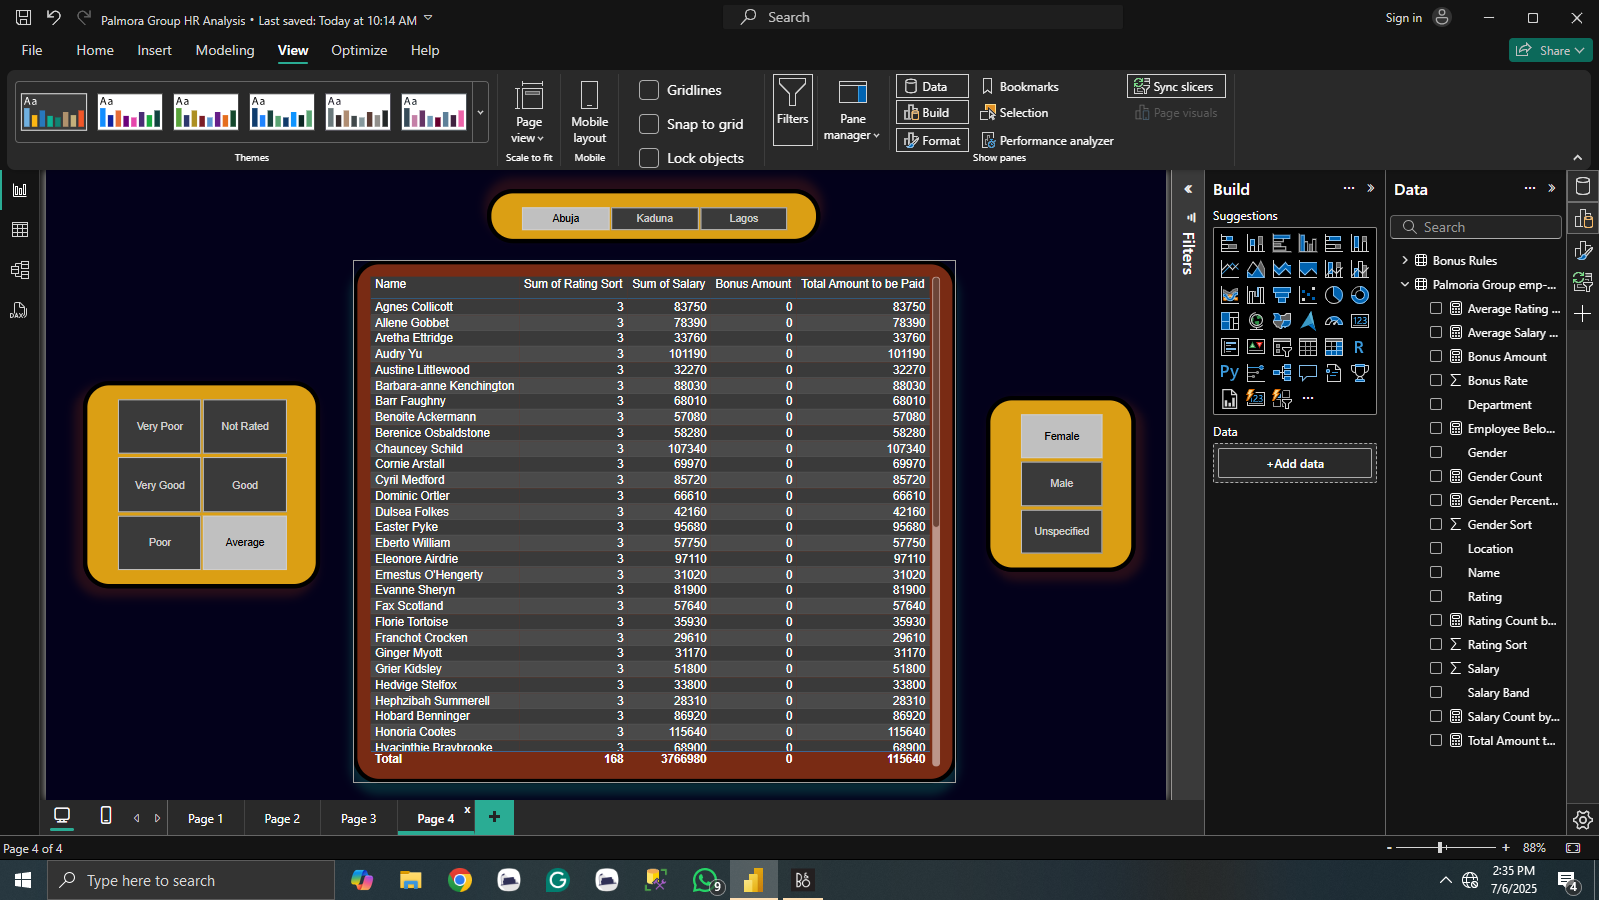 Palmora Group HR Analysis • Last saved: Today at 10:14 AM
Search
Sign in
File
Home
Insert
Modeling
View
Optimize
Help
Share
Aa
Aa
Aa
Aa
Aa
Aa
Themes
Page view
Scale to fit
Mobile layout
Mobile
Gridlines
Snap to grid
Lock objects
Filters
Pane manager
Data
Build
Format
Bookmarks
Selection
Performance analyzer
Show panes
Sync slicers
Page visuals
Abuja
Kaduna
Lagos
Very Poor
Not Rated
Very Good
Good
Poor
Average
Name Sum of Rating Sort Sum of Salary Bonus Amount Total Amount to be Paid
Agnes Collicott 3 83750 0 83750
Allene Gobbet 3 78390 0 78390
Aretha Ettridge 3 33760 0 33760
Audry Yu 3 101190 0 101190
Austine Littlewood 3 32270 0 32270
Barbara-anne Kenchington 3 88030 0 88030
Barr Faughny 3 68010 0 68010
Benoite Ackermann 3 57080 0 57080
Berenice Osbaldstone 3 58280 0 58280
Chauncey Schild 3 107340 0 107340
Cornie Arstall 3 69970 0 69970
Cyril Medford 3 85720 0 85720
Dominic Ortler 3 66610 0 66610
Dulsea Folkes 3 42160 0 42160
Easter Pyke 3 95680 0 95680
Eberto William 3 57750 0 57750
Eleonore Airdrie 3 97110 0 97110
Ernestus O'Hengerty 3 31020 0 31020
Evanne Sheryn 3 81900 0 81900
Fax Scotland 3 57640 0 57640
Florie Tortoise 3 35930 0 35930
Franchot Crocken 3 29610 0 29610
Ginger Myott 3 31170 0 31170
Grier Kidsley 3 51800 0 51800
Hedvige Stelfox 3 33800 0 33800
Hephzibah Summerell 3 28310 0 28310
Hobard Benninger 3 86920 0 86920
Honoria Cootes 3 115640 0 115640
Hyacinthie Braybrooke 3 68900 0 68900
Total 168 3766980 0 115640
Female
Male
Unspecified
Filters
Build
Suggestions
R
Py
123
Data
+Add data
Data
Search
Bonus Rules
Palmoria Group emp-...
Average Rating ...
Average Salary ...
Bonus Amount
Bonus Rate
Department
Employee Belo...
Gender
Gender Count
Gender Percent...
Gender Sort
Location
Name
Rating
Rating Count b...
Rating Sort
Salary
Salary Band
Salary Count by...
Total Amount t...
Page 1
Page 2
Page 3
Page 4
Page 4 of 4
88%
Type here to search
9
2:35 PM
7/6/2025
4